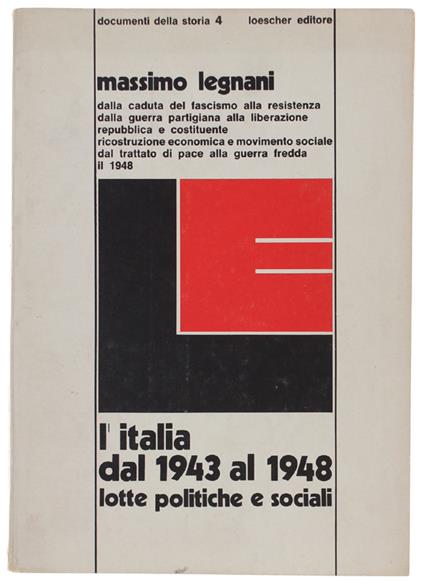 documenti della storia 4 loescher editore
massimo legnani
dalla caduta del fascismo alla resistenza
dalla guerra partigiana alla liberazione
repubblica e costituente
ricostruzione economica e movimento sociale
dal trattato di pace alla guerra fredda
il 1948
l'italia
dal 1943 al 1948
lotte politiche e sociali